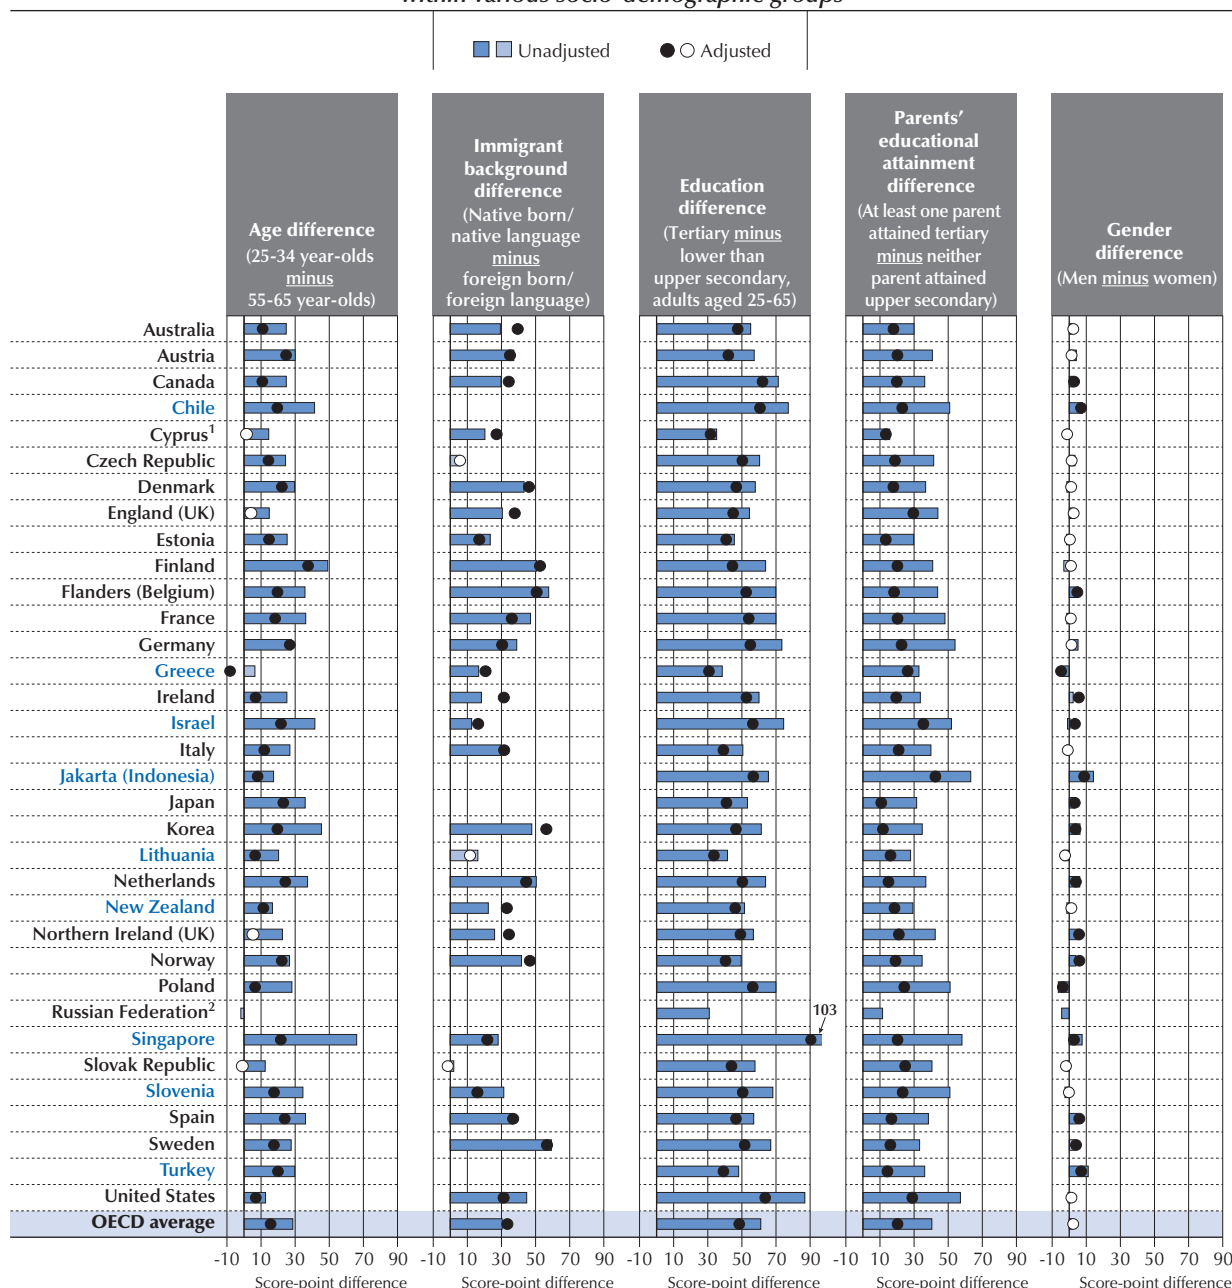 within various socio-demographic groups
Unadjusted Adjusted
Age difference
(25-34 year-olds
minus
55-65 year-olds)
Immigrant
background
difference
(Native born/
native language
minus
foreign born/
foreign language)
Education
difference
(Tertiary minus
lower than
upper secondary,
adults aged 25-65)
Parents'
educational
attainment
difference
(At least one parent
attained tertiary
minus neither
parent attained
upper secondary)
Gender
difference
(Men minus women)
Australia
Austria
Canada
Chile
Cyprus1
Czech Republic
Denmark
England (UK)
Estonia
Finland
Flanders (Belgium)
France
Germany
Greece
Ireland
Israel
Italy
Jakarta (Indonesia)
Japan
Korea
Lithuania
Netherlands
New Zealand
Northern Ireland (UK)
Norway
Poland
Russian Federation2
103
Singapore
Slovak Republic
Slovenia
Spain
Sweden
Turkey
United States
OECD average
-10 10 30 50 70 90 -10 10 30 50 70 90 -10 10 30 50 70 90 -10 10 30 50 70 90 -10 10 30 50 70 90
Score-point difference Score-point difference Score-point difference Score-point difference Score-point difference